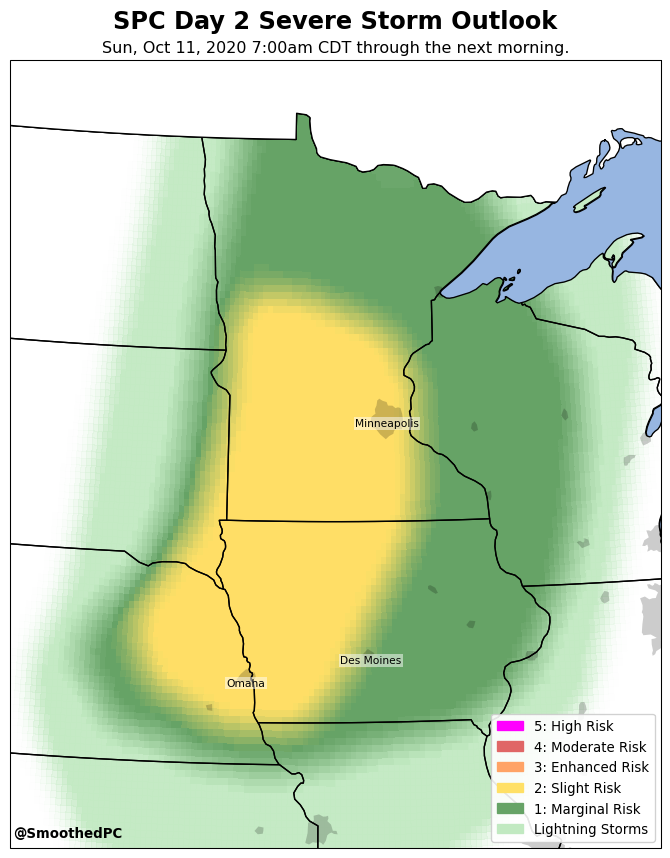 SPC Day 2 Severe Storm Outlook
Sun, Oct 11, 2020 7:00am CDT through the next morning.
Minneapolis
Des Moines
Omaha
5: High Risk
4: Moderate Risk
3: Enhanced Risk
2: Slight Risk
1: Marginal Risk
Lightning Storms
@SmoothedPC